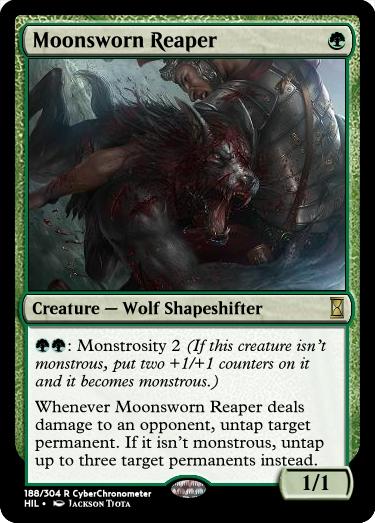 Moonsworn Reaper
Creature — Wolf Shapeshifter
: Monstrosity 2 (If this creature isn't
monstrous, put two +1/+1 counters on it
and it becomes monstrous.)
Whenever Moonsworn Reaper deals
damage to an opponent, untap target
permanent. If it isn't monstrous, untap
up to three target permanents instead.
1/1
188/304 R CyberChronometer
HIL • Jackson Tjota